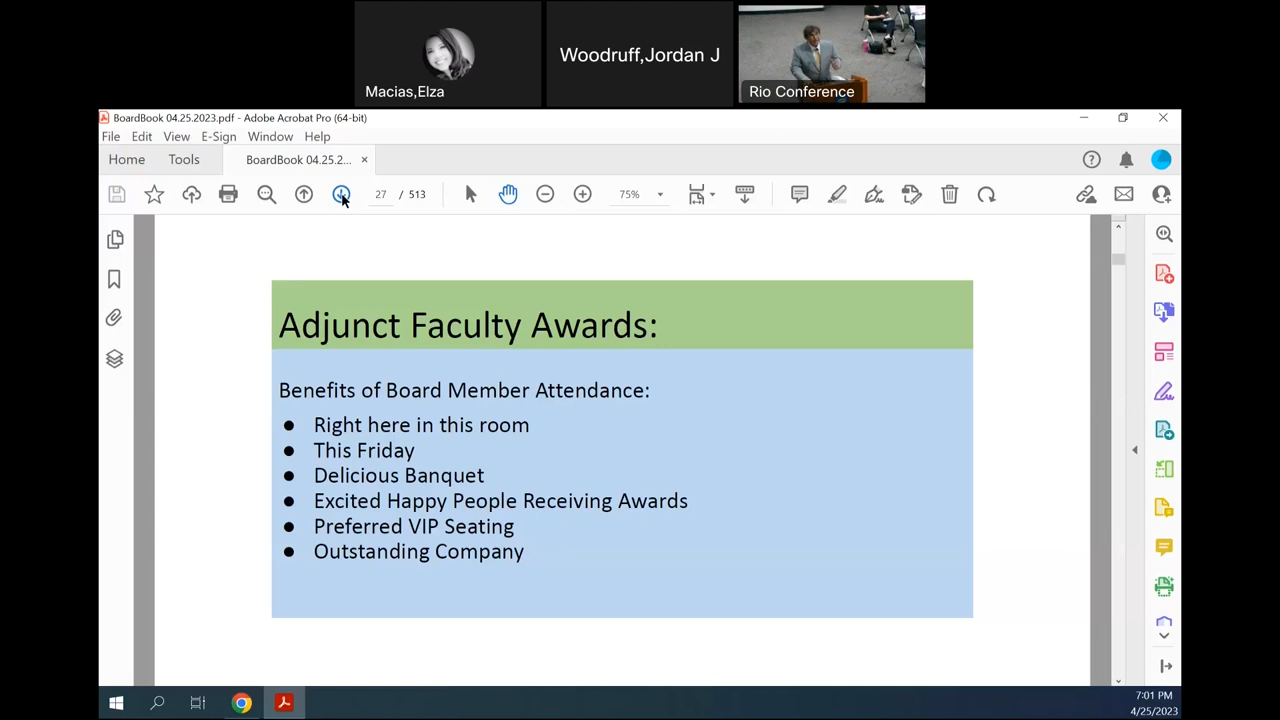 Macias,Elza
Woodruff,Jordan J
Rio Conference
BoardBook 04.25.2023.pdf - Adobe Acrobat Pro (64-bit)
File Edit View E-Sign Window Help
Home Tools BoardBook 04.25.2... ×
27 / 513 75%
Adjunct Faculty Awards:
Benefits of Board Member Attendance:
● Right here in this room
● This Friday
● Delicious Banquet
● Excited Happy People Receiving Awards
● Preferred VIP Seating
● Outstanding Company
7:01 PM
4/25/2023